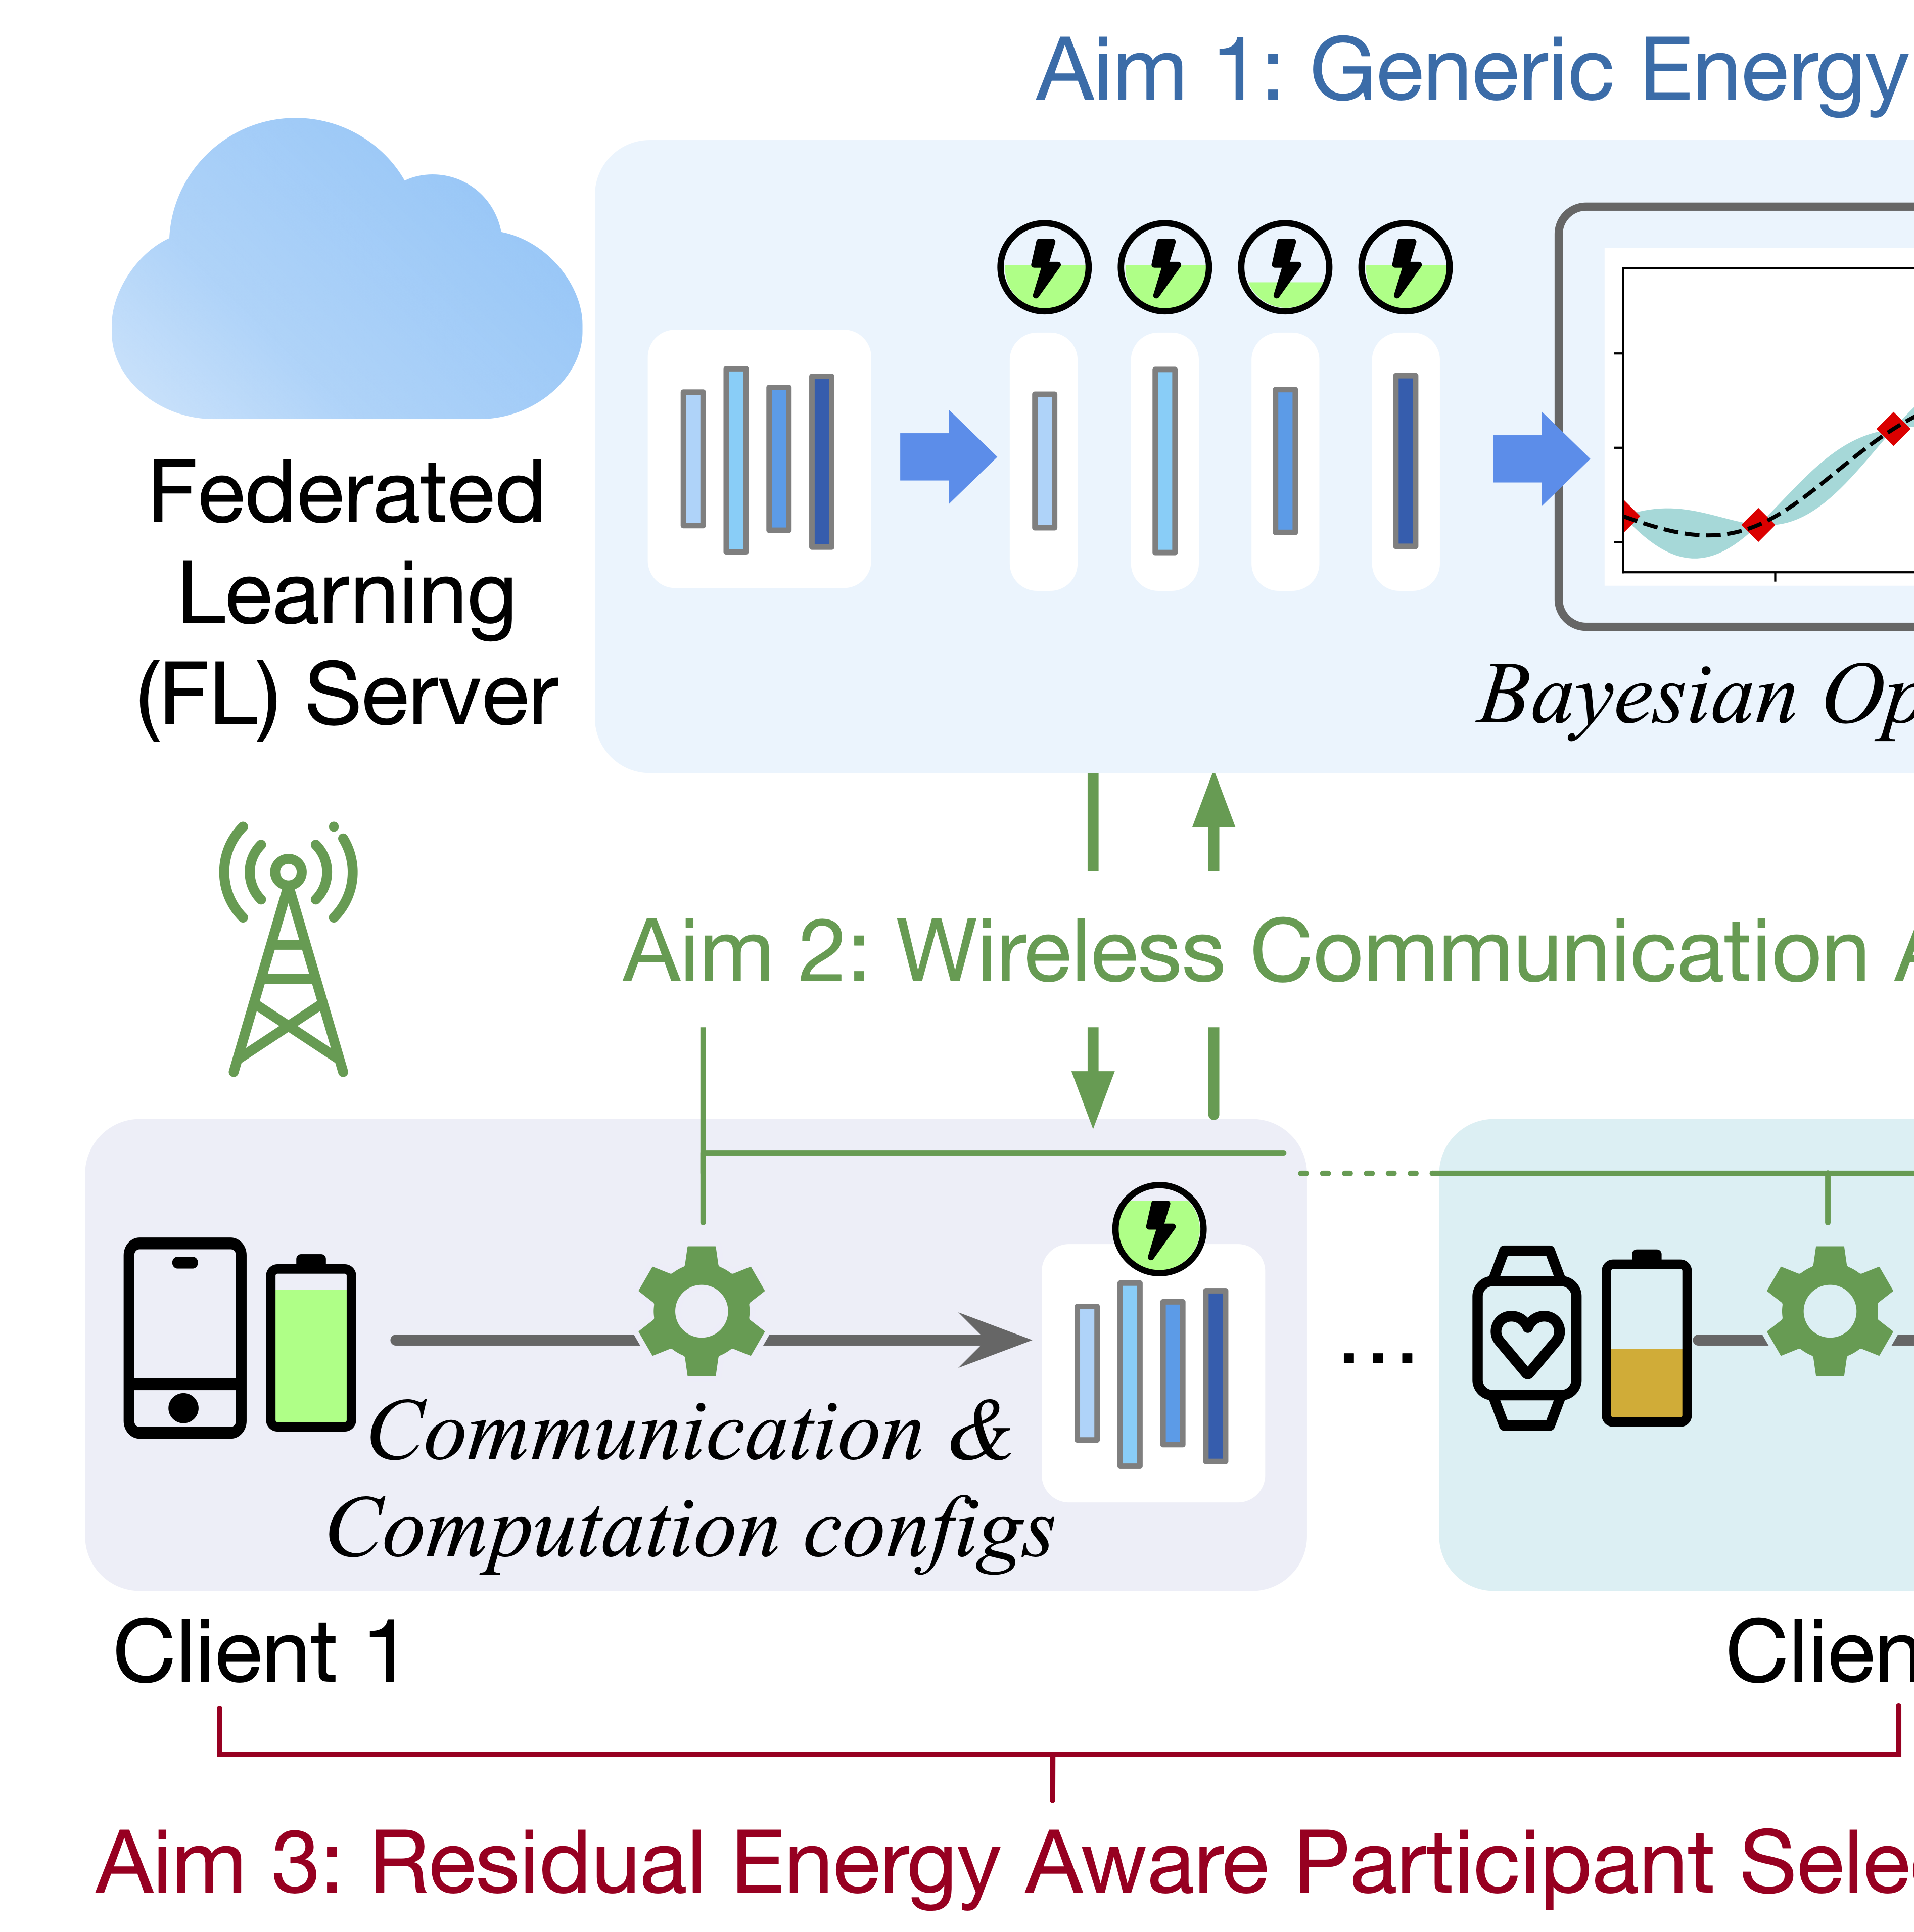 Aim 1: Generic Energy
Federated
Learning
(FL) Server
Bayesian Op
Aim 2: Wireless Communication A
...
Communication &
Computation configs
Client 1
Clien
Aim 3: Residual Energy Aware Participant Sele